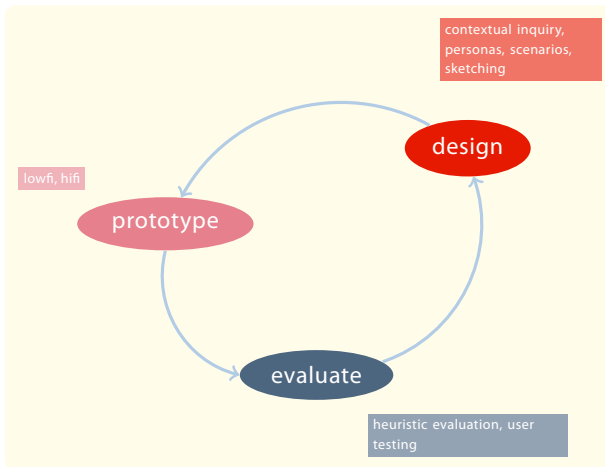 contextual inquiry,
personas, scenarios,
sketching
design
lowfi, hifi
prototype
evaluate
heuristic evaluation, user
testing